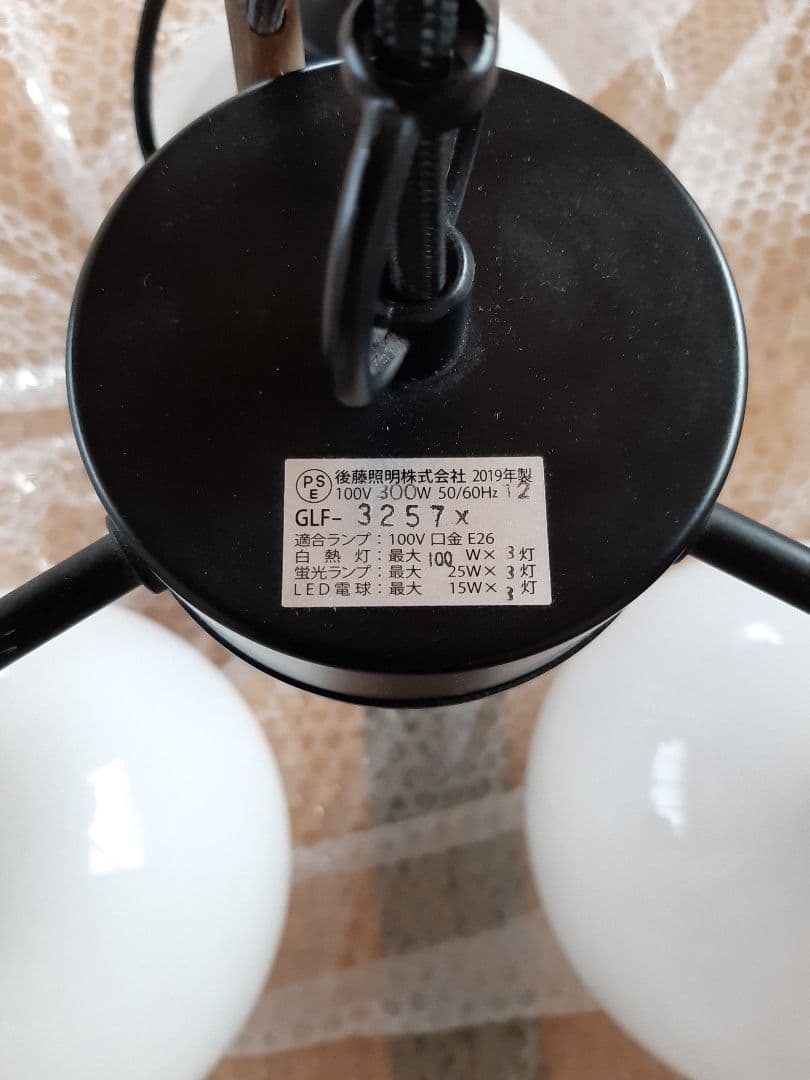 PS
E
後藤照明株式会社 2019年製
100V 300W 50/60Hz 12
GLF- 3257x
適合ランプ：100V 口金 E26
白熱灯：最大 100 W× 3灯
蛍光ランプ：最大 25W× 3灯
LED電球：最大 15W× 3灯